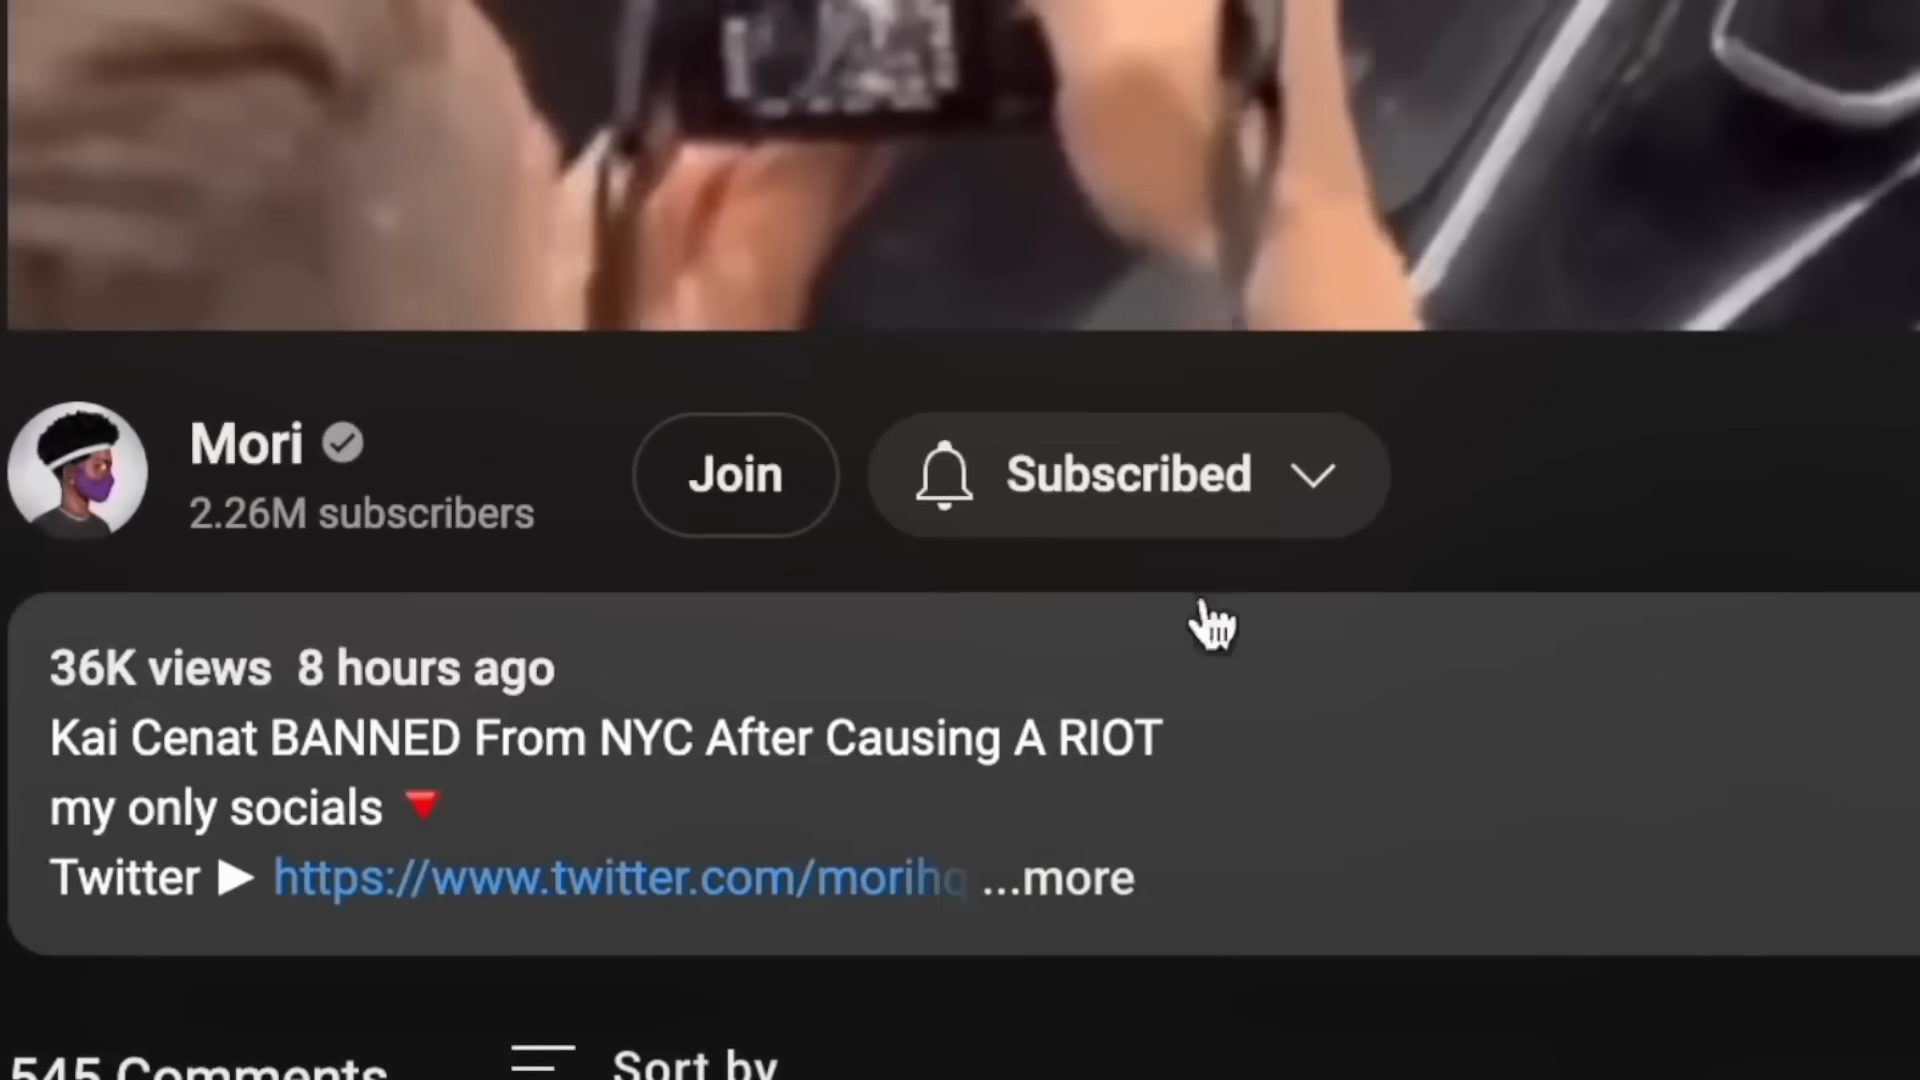 Mori
2.26M subscribers
Join
Subscribed
36K views 8 hours ago
Kai Cenat BANNED From NYC After Causing A RIOT
my only socials 🔻
Twitter ▶ https://www.twitter.com/morihq ...more
545 Comments
Sort by